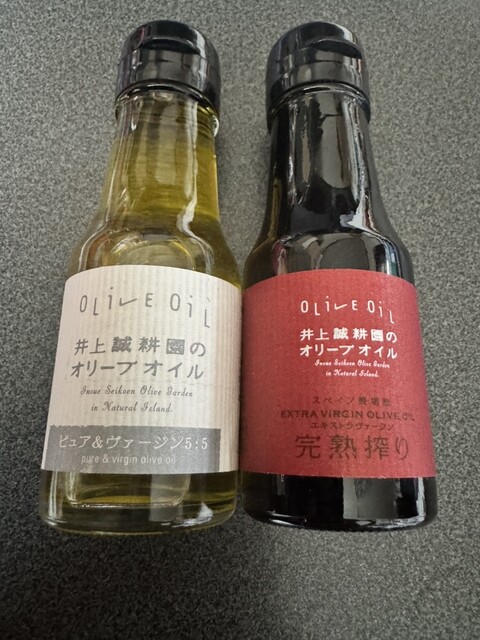 OLiVE OiL
井上誠耕園の
オリーブオイル
Inoue Seikoen Olive Garden
in Natural Island.
ピュア&ヴァージン5:5
pure & virgin olive oil
OLiVE OiL
井上誠耕園の
オリーブオイル
Inoue Seikoen Olive Garden
in Natural Island.
スペイン農場産
EXTRA VIRGIN OLIVE OIL
エキストラヴァージン
完熟搾り